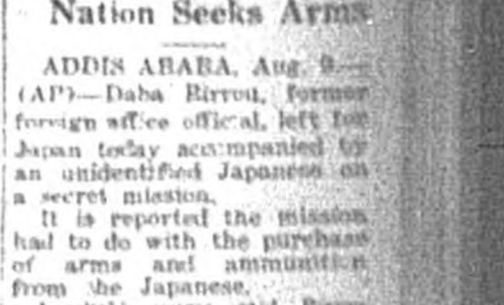 Nation Seeks Arms
ADDIS ABABA, Aug. 9.—
(AP)—Daba Birrou, former
foreign office official, left for
Japan today accompanied by
an unidentified Japanese on
a secret mission.
It is reported the mission
had to do with the purchase
of arms and ammunition
from the Japanese.